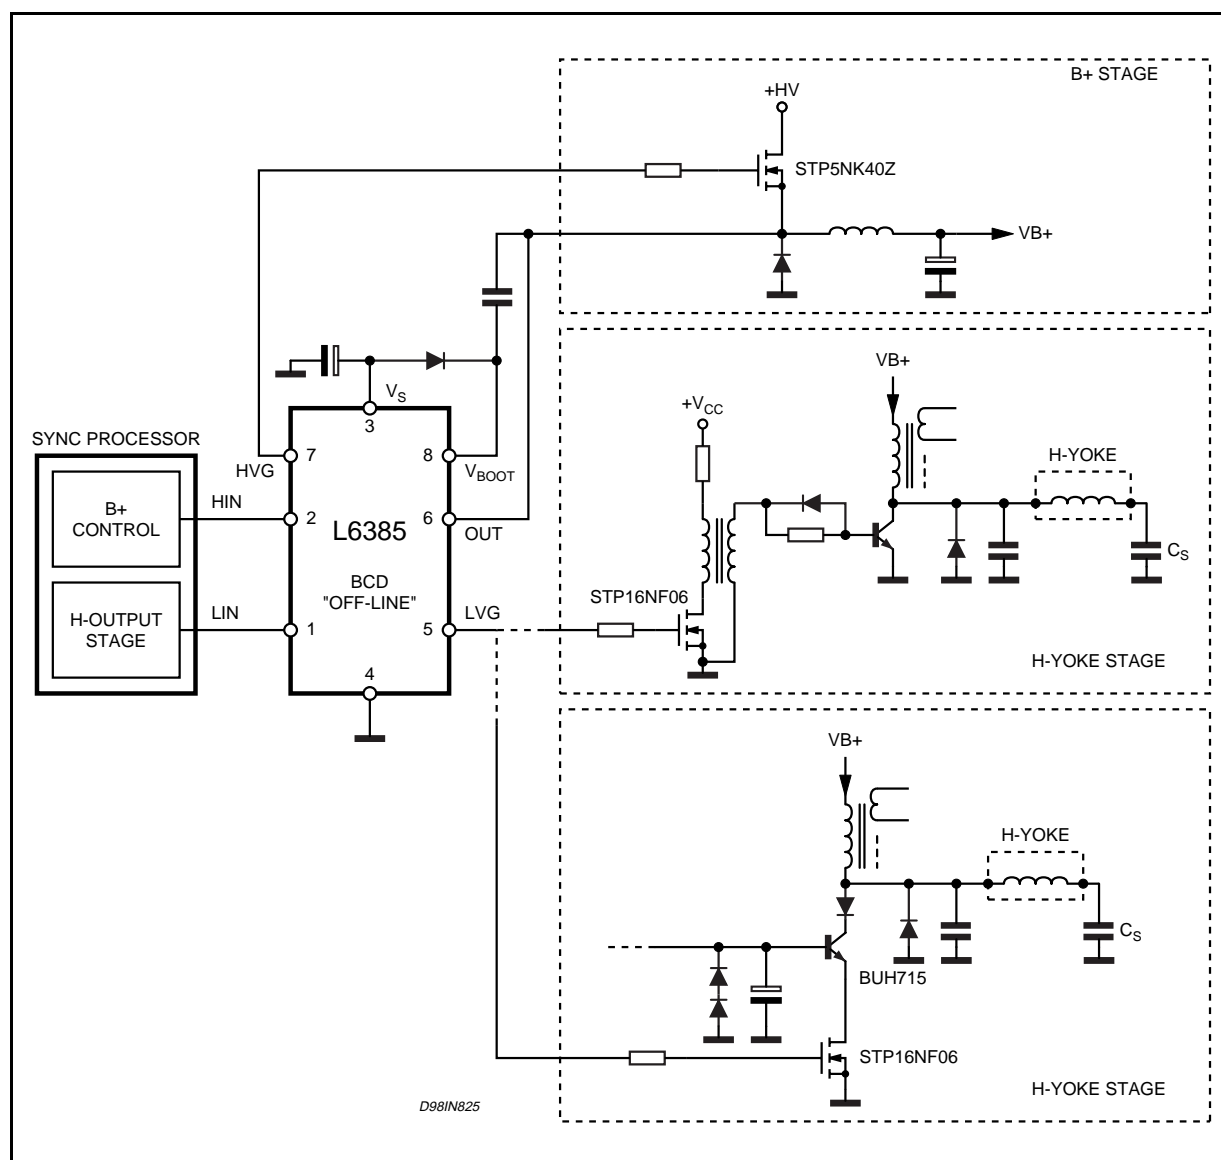 B+ STAGE
+HV
STP5NK40Z
VB+
VB+
+VCC
H-YOKE
CS
STP16NF06
H-YOKE STAGE
SYNC PROCESSOR
B+
CONTROL
H-OUTPUT
STAGE
HVG
HIN
LIN
VS
3
7
8
2
6
1
5
4
L6385
BCD
"OFF-LINE"
VBOOT
OUT
LVG
VB+
H-YOKE
CS
BUH715
STP16NF06
H-YOKE STAGE
D98IN825